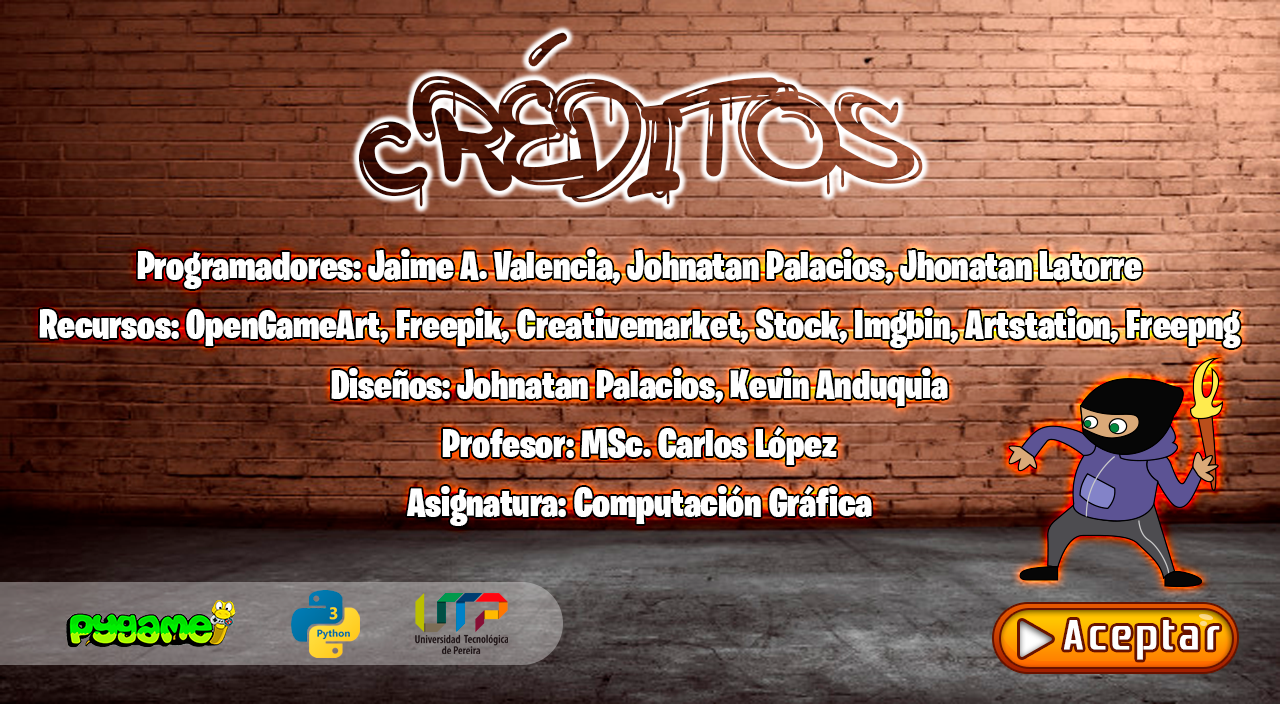 CRÉDITOS
Programadores: Jaime A. Valencia, Johnatan Palacios, Jhonatan Latorre
Recursos: OpenGameArt, Freepik, Creativemarket, Stock, Imgbin, Artstation, Freepng
Diseños: Johnatan Palacios, Kevin Anduquia
Profesor: MSc. Carlos López
Asignatura: Computación Gráfica
pygame
3
Python
UTP
Universidad Tecnológica
de Pereira
Aceptar